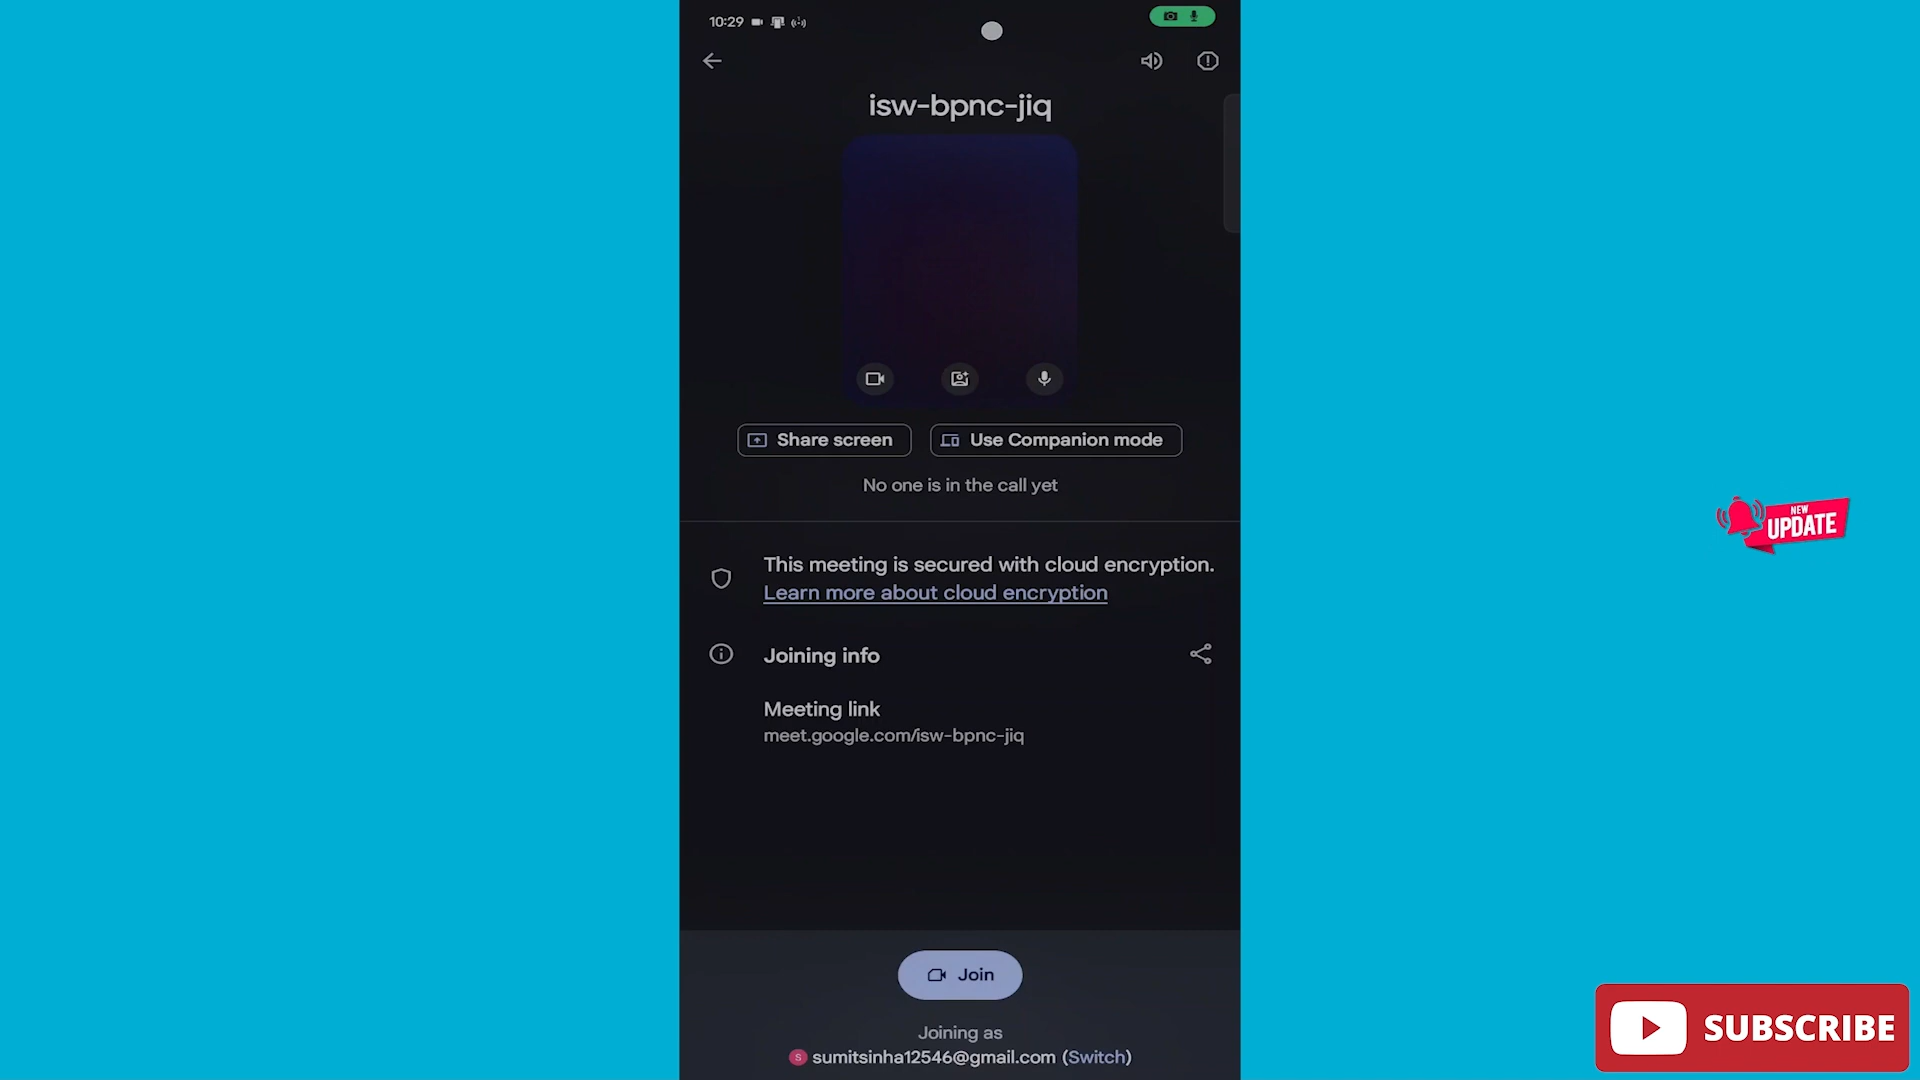 10:29
isw-bpnc-jiq
Share screen
Use Companion mode
No one is in the call yet
This meeting is secured with cloud encryption.
Learn more about cloud encryption
Joining info
Meeting link
meet.google.com/isw-bpnc-jiq
NEW
UPDATE
Join
Joining as
S sumitsinha12546@gmail.com (Switch)
SUBSCRIBE